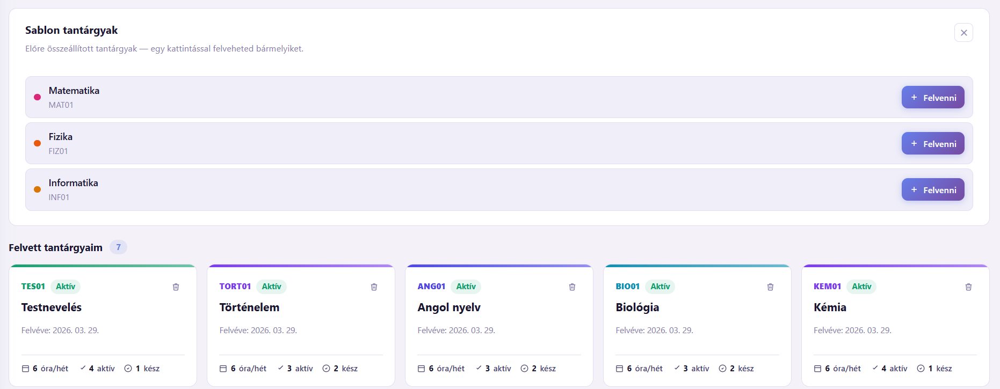 Sablon tantárgyak
Előre összeállított tantárgyak — egy kattintással felveheted bármelyiket.
Matematika
MAT01
+ Felvenni
Fizika
FIZ01
+ Felvenni
Informatika
INF01
+ Felvenni
Felvett tantárgyaim 7
TES01 Aktív
Testnevelés
Felvéve: 2026. 03. 29.
6 óra/hét 4 aktív 1 kész
TORT01 Aktív
Történelem
Felvéve: 2026. 03. 29.
6 óra/hét 3 aktív 2 kész
ANG01 Aktív
Angol nyelv
Felvéve: 2026. 03. 29.
6 óra/hét 3 aktív 2 kész
BIO01 Aktív
Biológia
Felvéve: 2026. 03. 29.
6 óra/hét 3 aktív 2 kész
KEM01 Aktív
Kémia
Felvéve: 2026. 03. 29.
6 óra/hét 4 aktív 1 kész